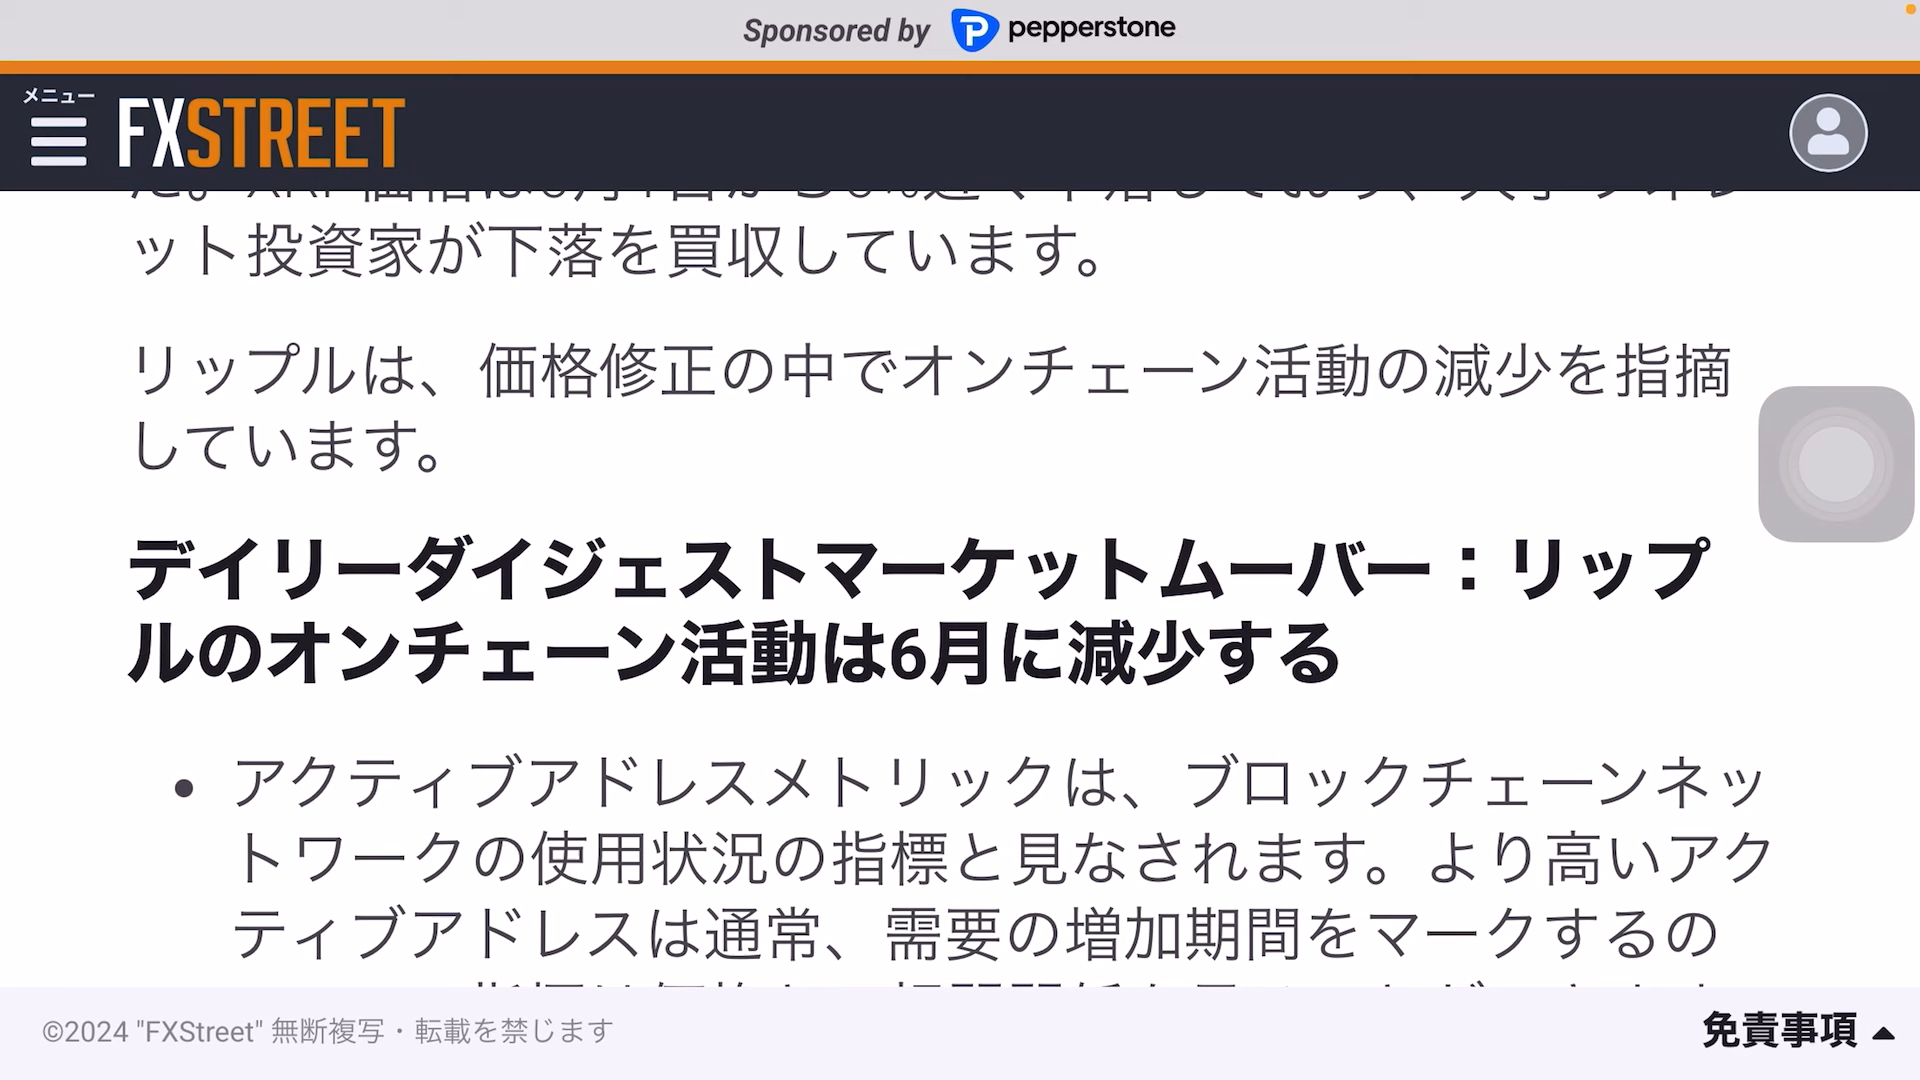 Sponsored by pepperstone
メニュー
FXSTREET
ット投資家が下落を買収しています。
リップルは、価格修正の中でオンチェーン活動の減少を指摘
しています。
デイリーダイジェストマーケットムーバー：リップ
ルのオンチェーン活動は6月に減少する
• アクティブアドレスメトリックは、ブロックチェーンネッ
トワークの使用状況の指標と見なされます。より高いアク
ティブアドレスは通常、需要の増加期間をマークするの
©2024 "FXStreet" 無断複写・転載を禁じます
免責事項